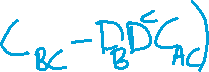 C_{BC} - D_B D^C C_{AC})